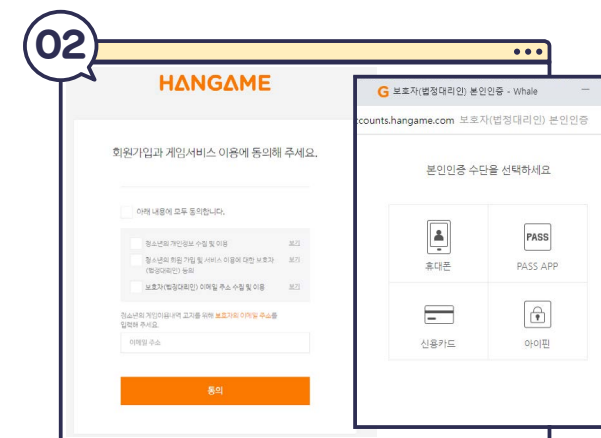 02
HANGAME
회원가입과 게임서비스 이용에 동의해 주세요.
아래 내용에 모두 동의합니다.
청소년의 개인정보 수집 및 이용 보기
청소년의 회원 가입 및 서비스 이용에 대한 보호자 보기
(법정대리인) 동의
보호자(법정대리인) 이메일 주소 수집 및 이용 보기
청소년의 게임이용내역 고지를 위해 보호자의 이메일 주소를
입력해 주세요.
이메일 주소
동의
G 보호자(법정대리인) 본인인증 - Whale
counts.hangame.com 보호자(법정대리인) 본인인증
본인인증 수단을 선택하세요
휴대폰
PASS
PASS APP
신용카드
아이핀